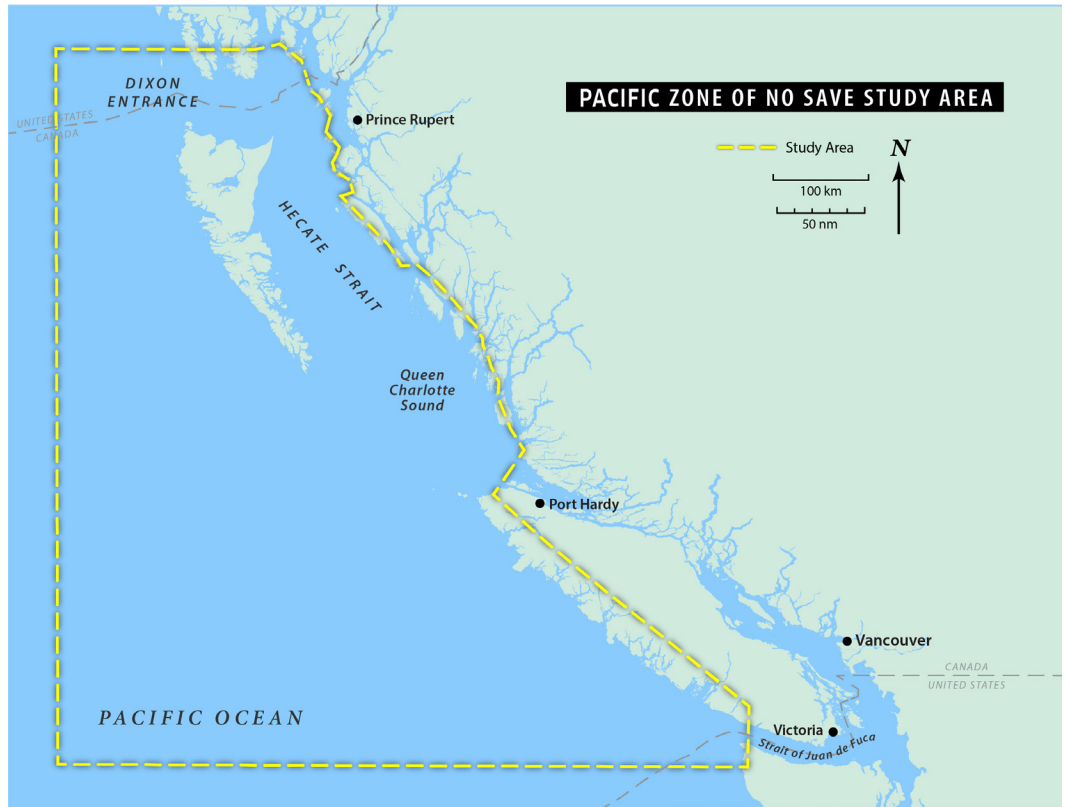 DIXON
ENTRANCE
UNITED STATES
CANADA
Prince Rupert
PACIFIC ZONE OF NO SAVE STUDY AREA
Study Area
N
100 km
50 nm
HECATE STRAIT
Queen
Charlotte
Sound
Port Hardy
Vancouver
CANADA
UNITED STATES
PACIFIC OCEAN
Victoria
Strait of Juan de Fuca